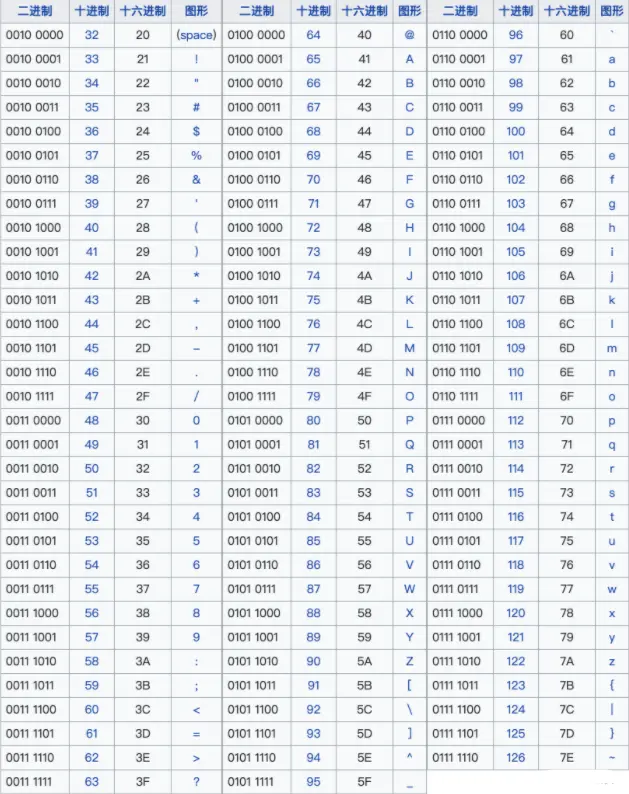 二进制 十进制 十六进制 图形 二进制 十进制 十六进制 图形 二进制 十进制 十六进制 图形
0010 0000 32 20 (space) 0100 0000 64 40 @ 0110 0000 96 60 `
0010 0001 33 21 ! 0100 0001 65 41 A 0110 0001 97 61 a
0010 0010 34 22 " 0100 0010 66 42 B 0110 0010 98 62 b
0010 0011 35 23 # 0100 0011 67 43 C 0110 0011 99 63 c
0010 0100 36 24 $ 0100 0100 68 44 D 0110 0100 100 64 d
0010 0101 37 25 % 0100 0101 69 45 E 0110 0101 101 65 e
0010 0110 38 26 & 0100 0110 70 46 F 0110 0110 102 66 f
0010 0111 39 27 ' 0100 0111 71 47 G 0110 0111 103 67 g
0010 1000 40 28 ( 0100 1000 72 48 H 0110 1000 104 68 h
0010 1001 41 29 ) 0100 1001 73 49 I 0110 1001 105 69 i
0010 1010 42 2A * 0100 1010 74 4A J 0110 1010 106 6A j
0010 1011 43 2B + 0100 1011 75 4B K 0110 1011 107 6B k
0010 1100 44 2C , 0100 1100 76 4C L 0110 1100 108 6C l
0010 1101 45 2D - 0100 1101 77 4D M 0110 1101 109 6D m
0010 1110 46 2E . 0100 1110 78 4E N 0110 1110 110 6E n
0010 1111 47 2F / 0100 1111 79 4F O 0110 1111 111 6F o
0011 0000 48 30 0 0101 0000 80 50 P 0111 0000 112 70 p
0011 0001 49 31 1 0101 0001 81 51 Q 0111 0001 113 71 q
0011 0010 50 32 2 0101 0010 82 52 R 0111 0010 114 72 r
0011 0011 51 33 3 0101 0011 83 53 S 0111 0011 115 73 s
0011 0100 52 34 4 0101 0100 84 54 T 0111 0100 116 74 t
0011 0101 53 35 5 0101 0101 85 55 U 0111 0101 117 75 u
0011 0110 54 36 6 0101 0110 86 56 V 0111 0110 118 76 v
0011 0111 55 37 7 0101 0111 87 57 W 0111 0111 119 77 w
0011 1000 56 38 8 0101 1000 88 58 X 0111 1000 120 78 x
0011 1001 57 39 9 0101 1001 89 59 Y 0111 1001 121 79 y
0011 1010 58 3A : 0101 1010 90 5A Z 0111 1010 122 7A z
0011 1011 59 3B ; 0101 1011 91 5B [ 0111 1011 123 7B {
0011 1100 60 3C < 0101 1100 92 5C \ 0111 1100 124 7C |
0011 1101 61 3D = 0101 1101 93 5D ] 0111 1101 125 7D }
0011 1110 62 3E > 0101 1110 94 5E ^ 0111 1110 126 7E ~
0011 1111 63 3F ? 0101 1111 95 5F _